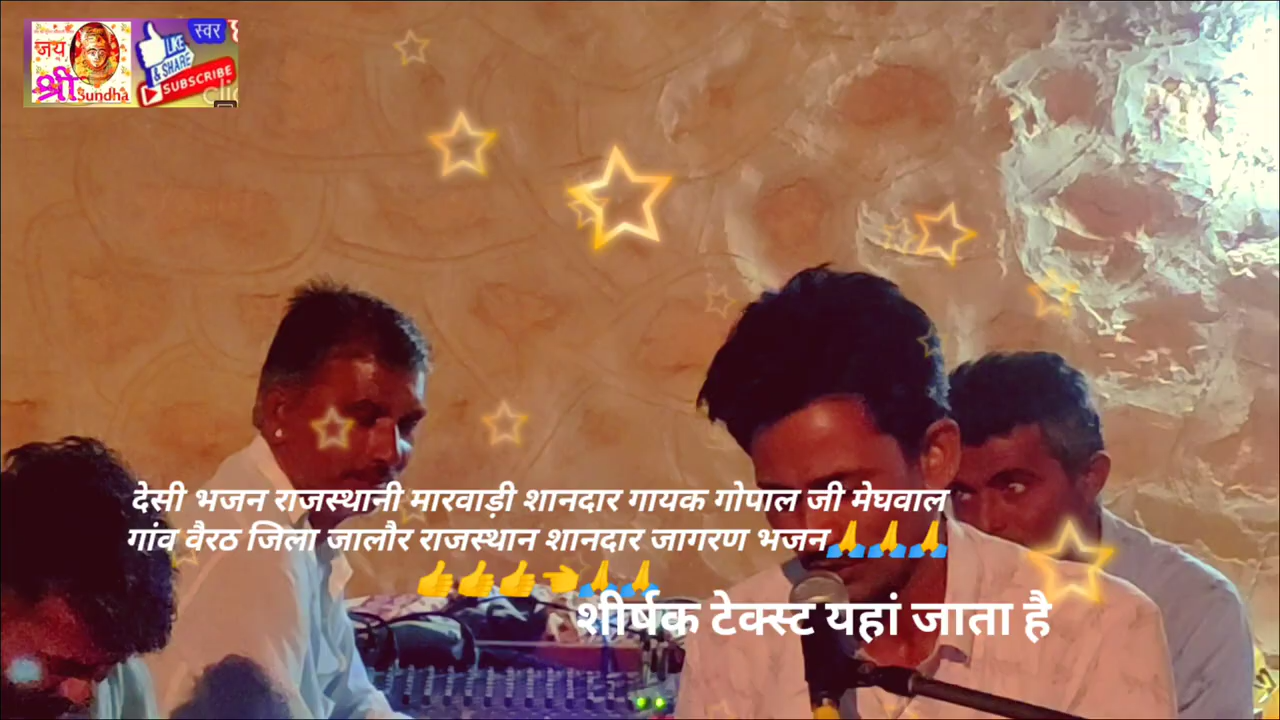 जय
श्री
Sundha
स्वर
LIKE
& SHARE
SUBSCRIBE
देसी भजन राजस्थानी मारवाड़ी शानदार गायक गोपाल जी मेघवाल
गांव वैरठ जिला जालौर राजस्थान शानदार जागरण भजन🙏🙏🙏
👍👍👍👈🙏🙏
शीर्षक टेक्स्ट यहां जाता है